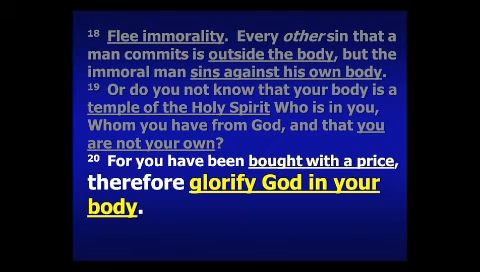 18 Flee immorality. Every other sin that a
man commits is outside the body, but the
immoral man sins against his own body.
19 Or do you not know that your body is a
temple of the Holy Spirit Who is in you,
Whom you have from God, and that you
are not your own?
20 For you have been bought with a price,
therefore glorify God in your
body.